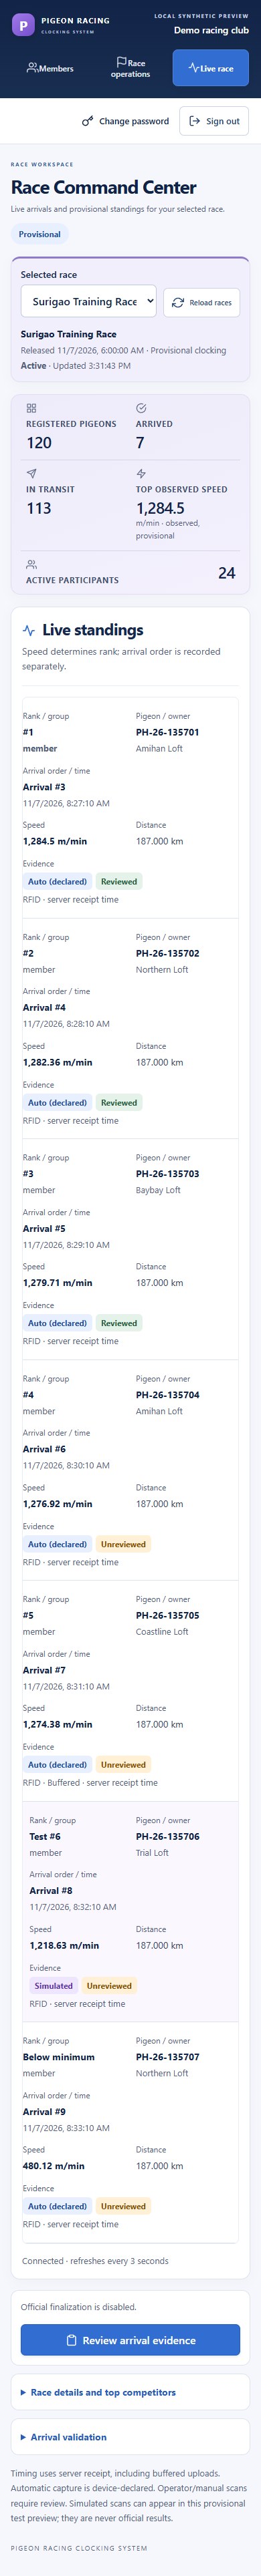 PIGEON RACING
CLOCKING SYSTEM
LOCAL SYNTHETIC PREVIEW
Demo racing club
Members
Race operations
Live race
Change password
Sign out
RACE WORKSPACE
Race Command Center
Live arrivals and provisional standings for your selected race.
Provisional
Selected race
Surigao Training Race
Reload races
Surigao Training Race
Released 11/7/2026, 6:00:00 AM · Provisional clocking
Active · Updated 3:31:43 PM
REGISTERED PIGEONS
120
ARRIVED
7
IN TRANSIT
113
TOP OBSERVED SPEED
1,284.5
m/min · observed,
provisional
ACTIVE PARTICIPANTS
24
Live standings
Speed determines rank; arrival order is recorded
separately.
Rank / group
#1
member
Pigeon / owner
PH-26-135701
Amihan Loft
Arrival order / time
Arrival #3
11/7/2026, 8:27:10 AM
Speed
1,284.5 m/min
Distance
187.000 km
Evidence
Auto (declared) Reviewed
RFID · server receipt time
Rank / group
#2
member
Pigeon / owner
PH-26-135702
Northern Loft
Arrival order / time
Arrival #4
11/7/2026, 8:28:10 AM
Speed
1,282.36 m/min
Distance
187.000 km
Evidence
Auto (declared) Reviewed
RFID · server receipt time
Rank / group
#3
member
Pigeon / owner
PH-26-135703
Baybay Loft
Arrival order / time
Arrival #5
11/7/2026, 8:29:10 AM
Speed
1,279.71 m/min
Distance
187.000 km
Evidence
Auto (declared) Reviewed
RFID · server receipt time
Rank / group
#4
member
Pigeon / owner
PH-26-135704
Amihan Loft
Arrival order / time
Arrival #6
11/7/2026, 8:30:10 AM
Speed
1,276.92 m/min
Distance
187.000 km
Evidence
Auto (declared) Unreviewed
RFID · server receipt time
Rank / group
#5
member
Pigeon / owner
PH-26-135705
Coastline Loft
Arrival order / time
Arrival #7
11/7/2026, 8:31:10 AM
Speed
1,274.38 m/min
Distance
187.000 km
Evidence
Auto (declared) Unreviewed
RFID · Buffered · server receipt time
Rank / group
Test #6
member
Pigeon / owner
PH-26-135706
Trial Loft
Arrival order / time
Arrival #8
11/7/2026, 8:32:10 AM
Speed
1,218.63 m/min
Distance
187.000 km
Evidence
Simulated Unreviewed
RFID · server receipt time
Rank / group
Below minimum
member
Pigeon / owner
PH-26-135707
Northern Loft
Arrival order / time
Arrival #9
11/7/2026, 8:33:10 AM
Speed
480.12 m/min
Distance
187.000 km
Evidence
Auto (declared) Unreviewed
RFID · server receipt time
Connected · refreshes every 3 seconds
Official finalization is disabled.
Review arrival evidence
Race details and top competitors
Arrival validation
Timing uses server receipt, including buffered uploads.
Automatic capture is device-declared. Operator/manual scans
require review. Simulated scans can appear in this provisional
test preview; they are never official results.
PIGEON RACING CLOCKING SYSTEM